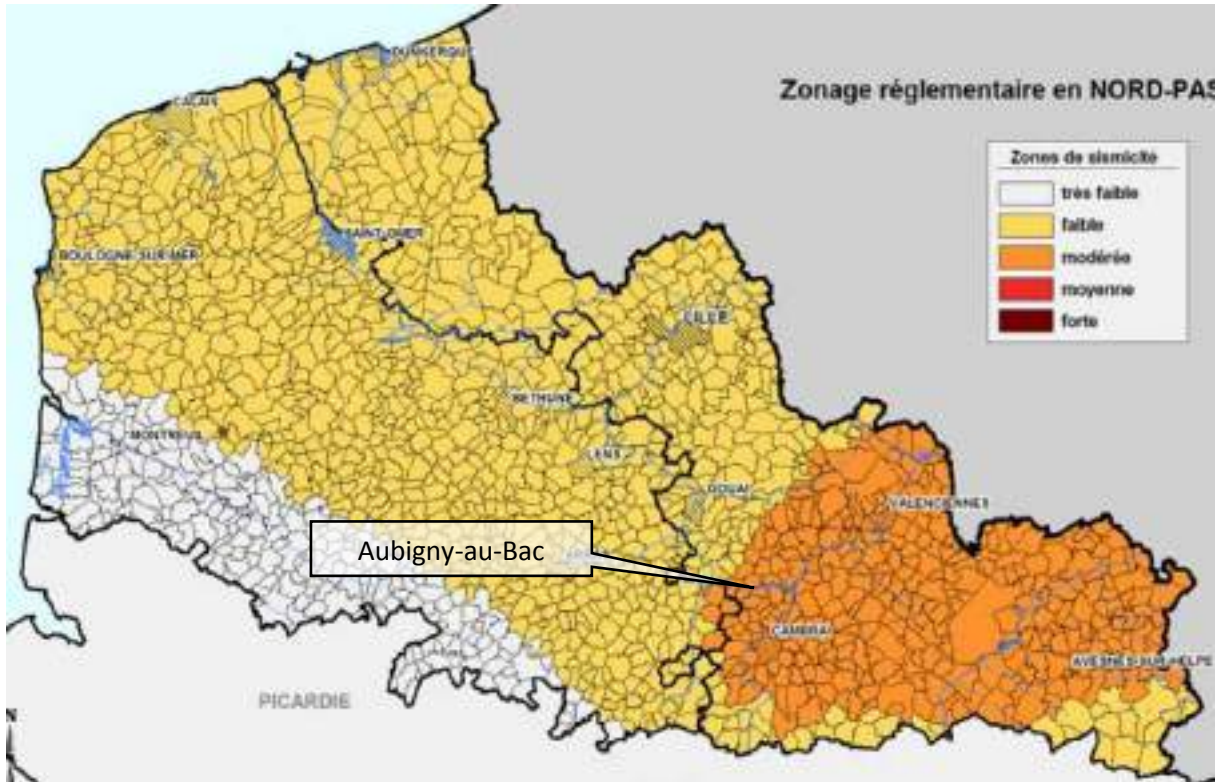 DUNKERQUE
Zonage réglementaire en NORD-PAS
CALAIS
Zones de sismicité
très faible
faible
modérée
moyenne
forte
SAINT-OMER
BOULOGNE-SUR-MER
LILLE
BETHUNE
MONTREUIL
LENS
DOUAI
VALENCIENNES
Aubigny-au-Bac
CAMBRAI
AVESNES-SUR-HELPE
PICARDIE
N